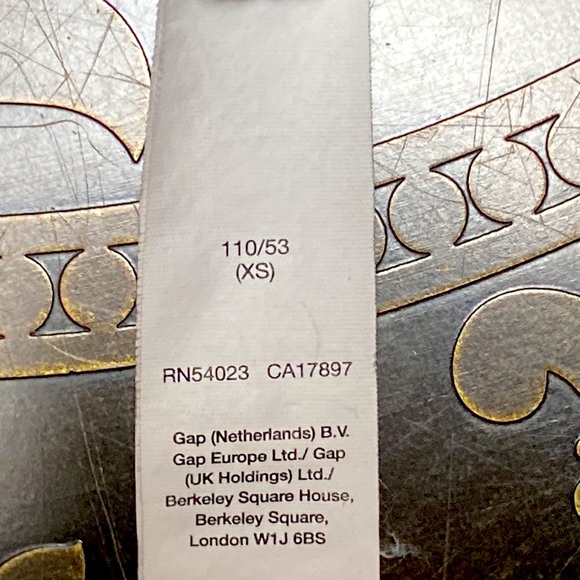 110/53
(XS)
RN54023 CA17897
Gap (Netherlands) B.V.
Gap Europe Ltd./ Gap
(UK Holdings) Ltd./
Berkeley Square House,
Berkeley Square,
London W1J 6BS